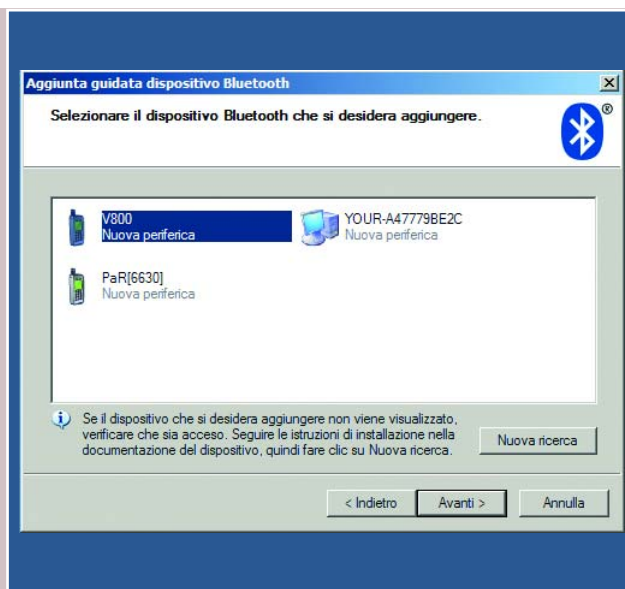 Aggiunta guidata dispositivo Bluetooth
Selezionare il dispositivo Bluetooth che si desidera aggiungere.
®
V800
Nuova periferica
YOUR-A47779BE2C
Nuova periferica
PaR[6630]
Nuova periferica
Se il dispositivo che si desidera aggiungere non viene visualizzato,
verificare che sia acceso. Seguire le istruzioni di installazione nella
documentazione del dispositivo, quindi fare clic su Nuova ricerca.
Nuova ricerca
< Indietro
Avanti >
Annulla